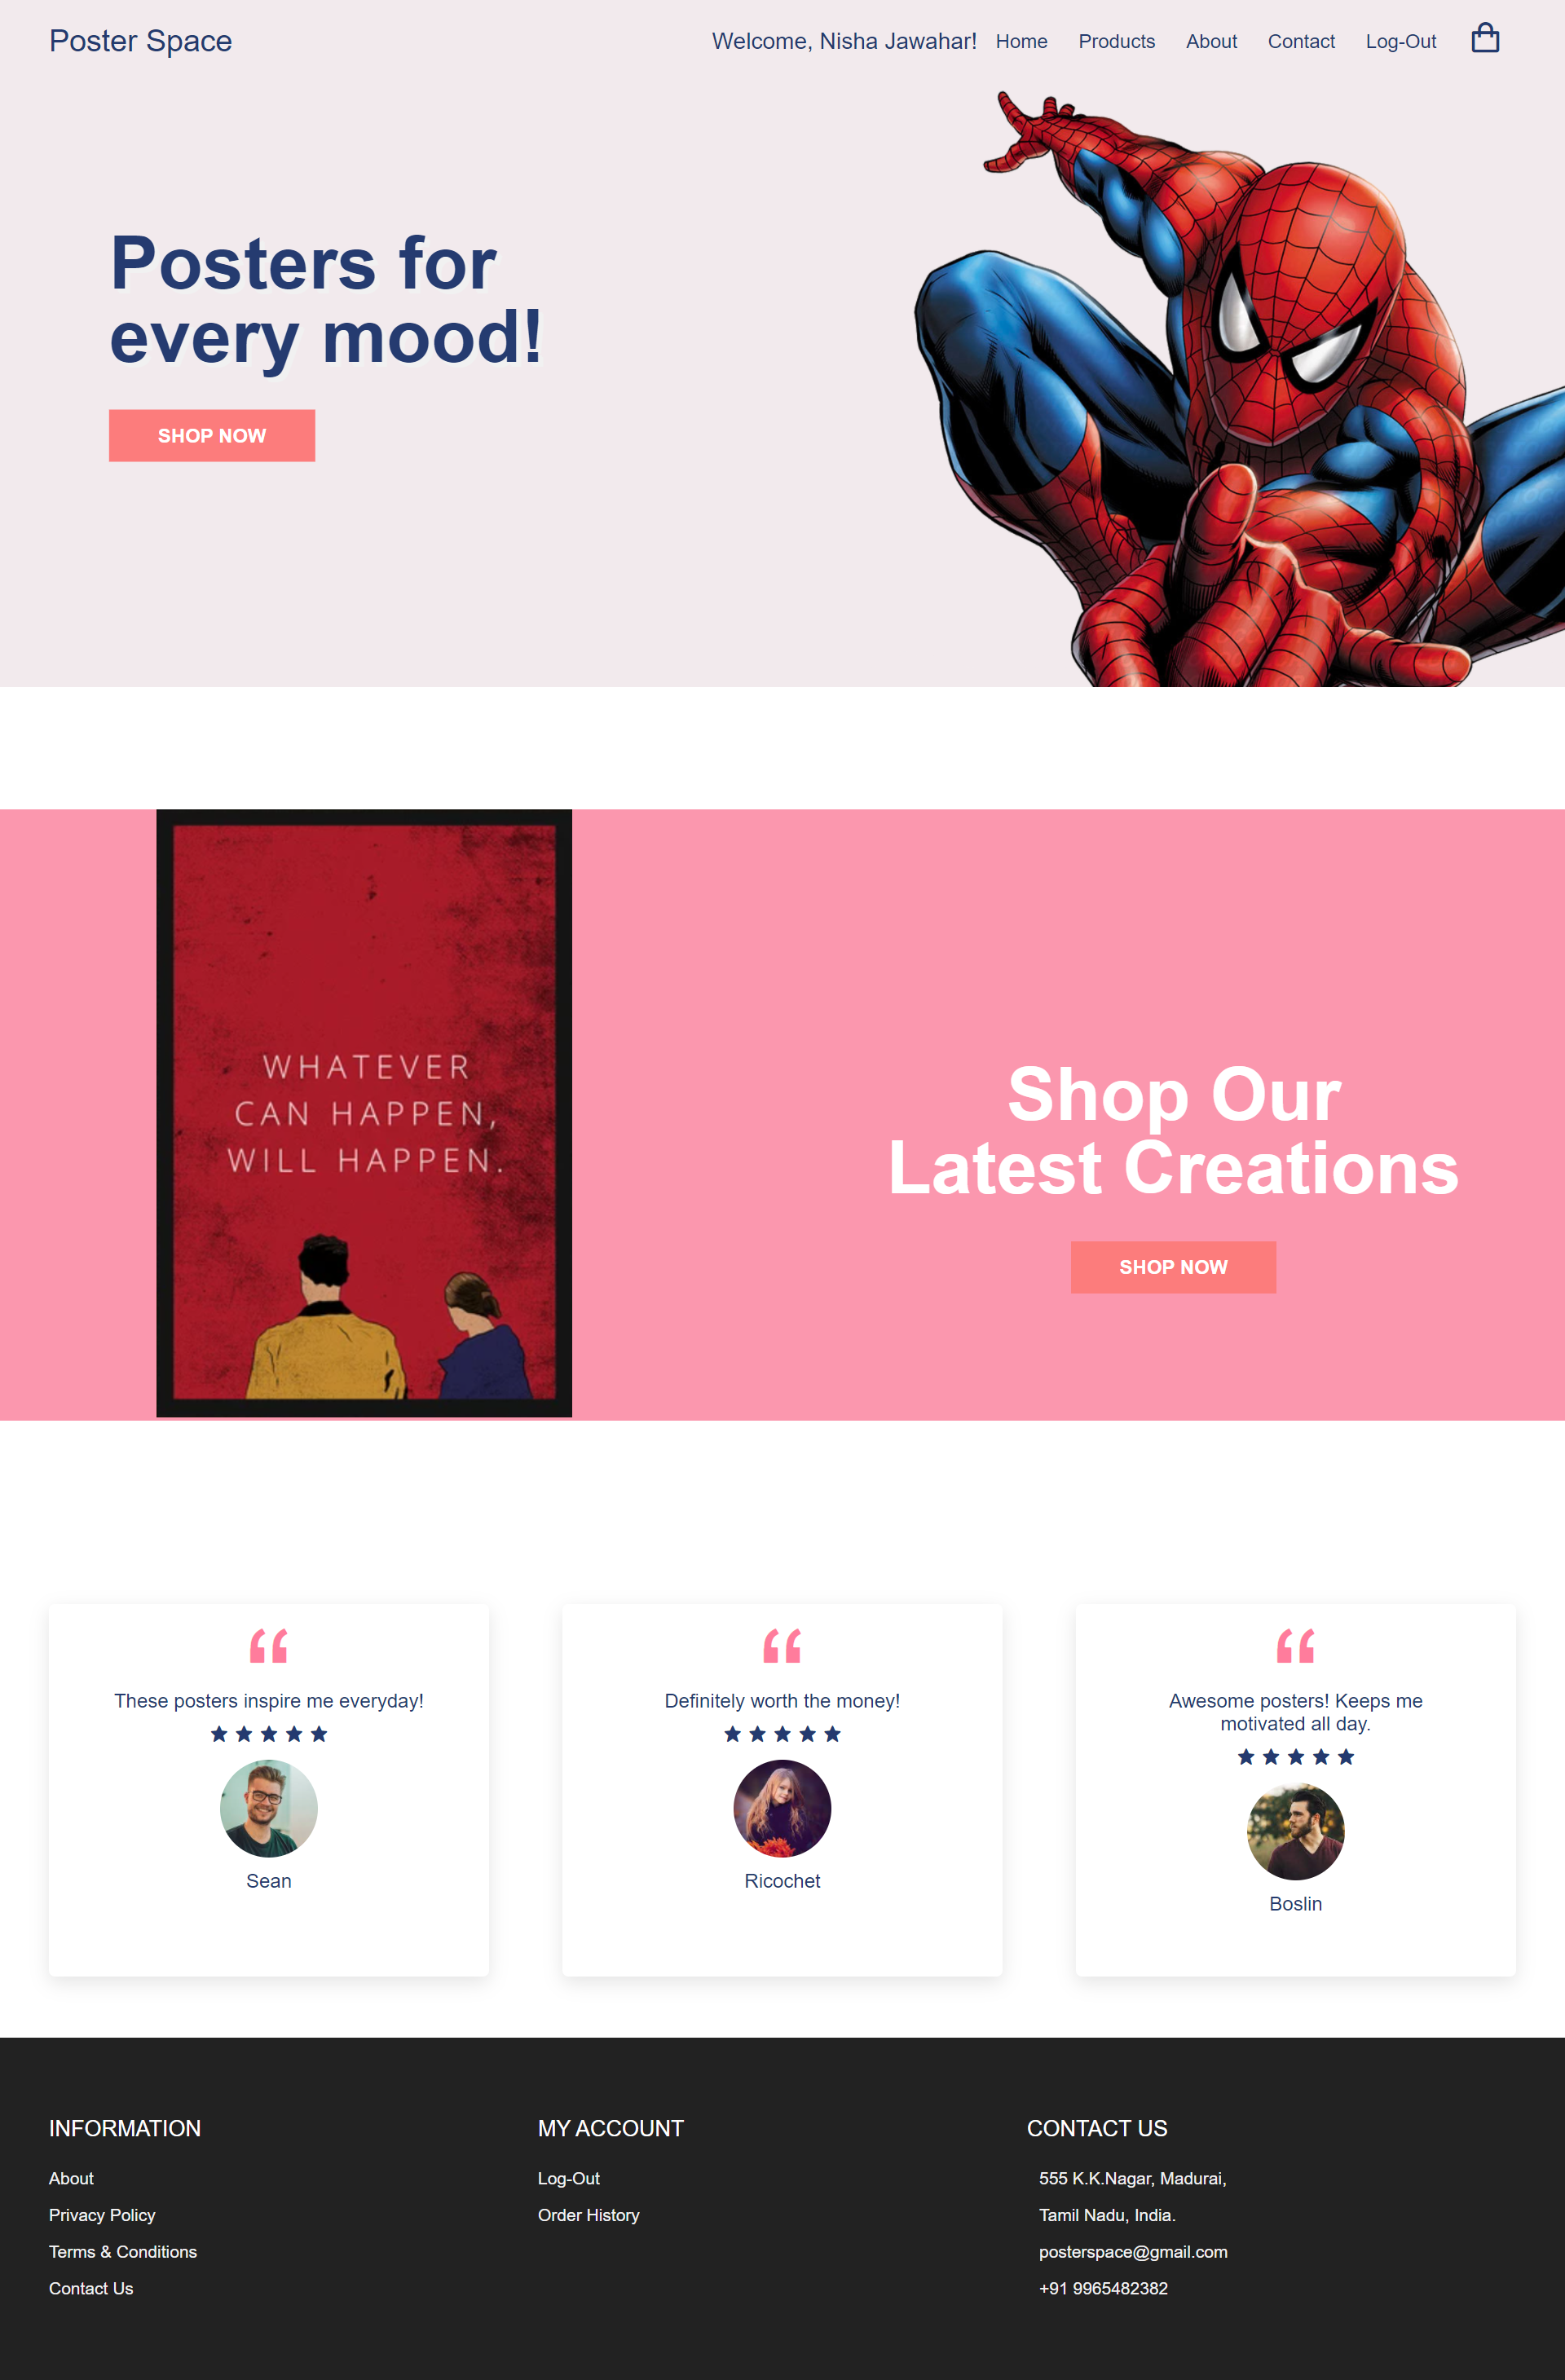 Poster Space
Welcome, Nisha Jawahar! Home Products About Contact Log-Out
Posters for
every mood!
SHOP NOW
WHATEVER
CAN HAPPEN,
WILL HAPPEN.
Shop Our
Latest Creations
SHOP NOW
These posters inspire me everyday!
Sean
Definitely worth the money!
Ricochet
Awesome posters! Keeps me
motivated all day.
Boslin
INFORMATION
About
Privacy Policy
Terms & Conditions
Contact Us
MY ACCOUNT
Log-Out
Order History
CONTACT US
555 K.K.Nagar, Madurai,
Tamil Nadu, India.
posterspace@gmail.com
+91 9965482382